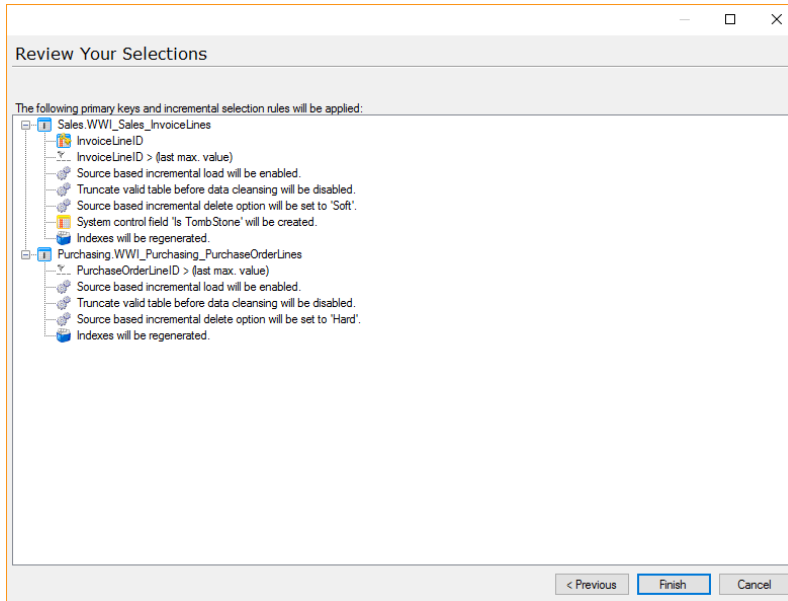 Review Your Selections
The following primary keys and incremental selection rules will be applied:
Sales.WWI_Sales_InvoiceLines
InvoiceLineID
InvoiceLineID > (last max. value)
Source based incremental load will be enabled.
Truncate valid table before data cleansing will be disabled.
Source based incremental delete option will be set to 'Soft'.
System control field 'Is TombStone' will be created.
Indexes will be regenerated.
Purchasing.WWI_Purchasing_PurchaseOrderLines
PurchaseOrderLineID > (last max. value)
Source based incremental load will be enabled.
Truncate valid table before data cleansing will be disabled.
Source based incremental delete option will be set to 'Hard'.
Indexes will be regenerated.
< Previous Finish Cancel